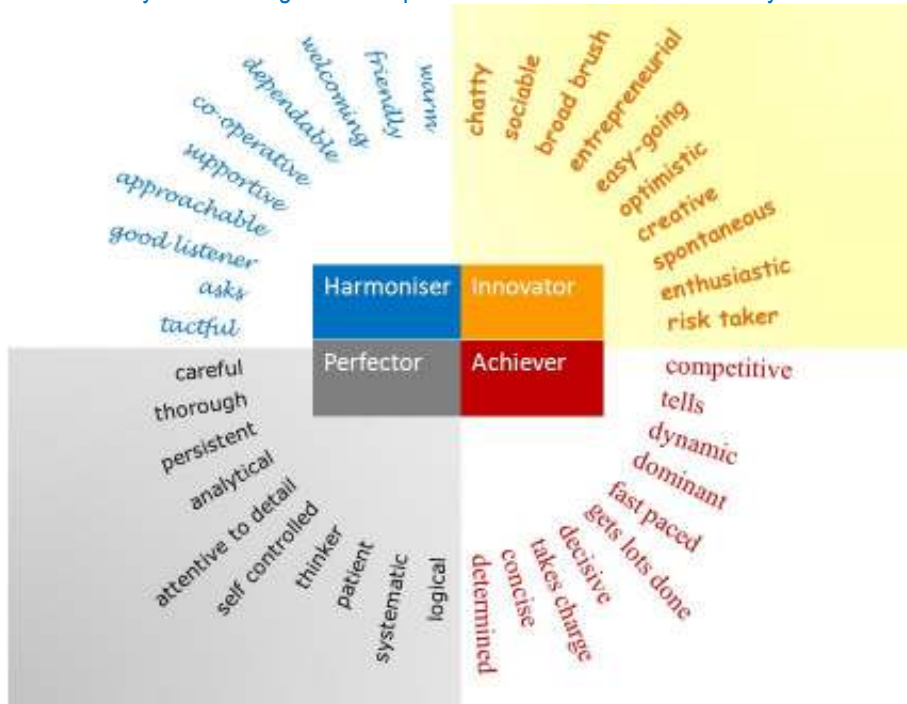 warm
friendly
welcoming
dependable
co-operative
supportive
approachable
good listener
asks
tactful
chatty
sociable
broad brush
entrepreneurial
easy-going
optimistic
creative
spontaneous
enthusiastic
risk taker
Harmoniser
Innovator
Perfector
Achiever
careful
thorough
persistent
analytical
attentive to detail
self controlled
thinker
patient
systematic
logical
competitive
tells
dynamic
dominant
fast paced
gets lots done
decisive
takes charge
concise
determined